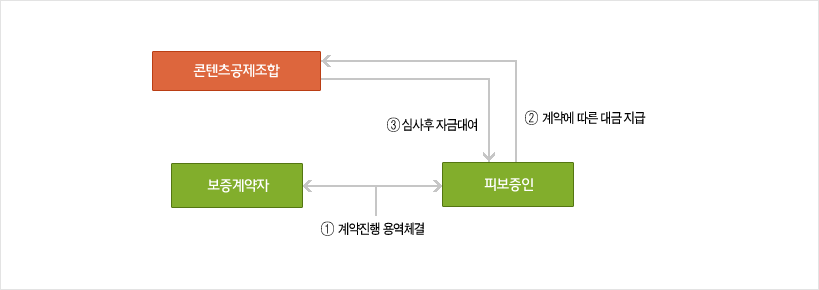 콘텐츠공제조합
③ 심사후 자금대여
② 계약에 따른 대금 지급
보증계약자
피보증인
① 계약진행 용역체결